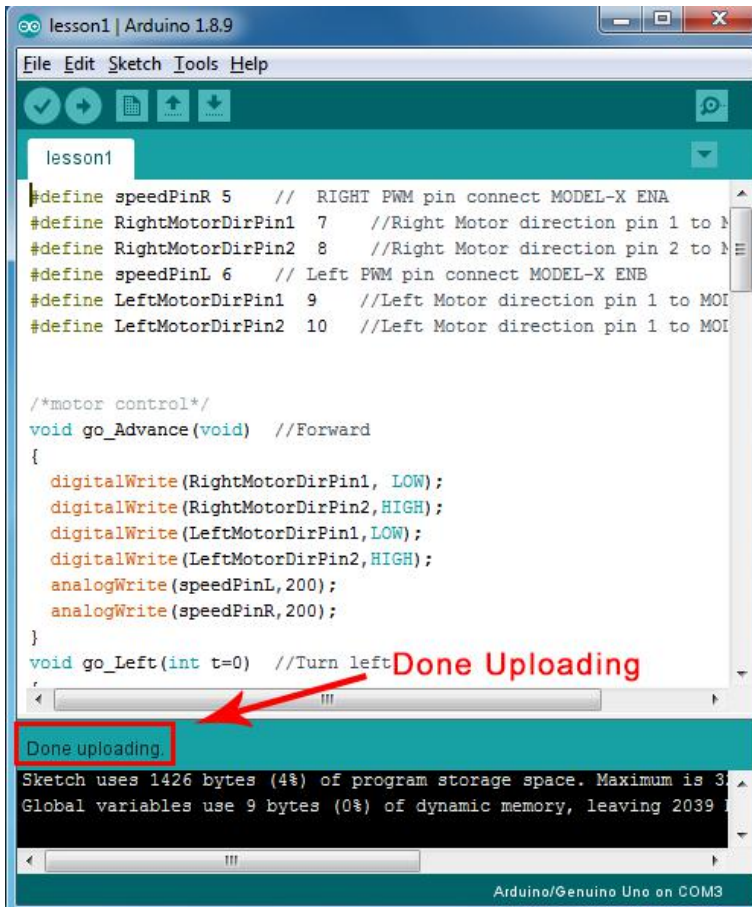 lesson1 | Arduino 1.8.9
X
File Edit Sketch Tools Help
lesson1
#define speedPinR 5    //  RIGHT PWM pin connect MODEL-X ENA
#define RightMotorDirPin1  7    //Right Motor direction pin 1 to
#define RightMotorDirPin2  8    //Right Motor direction pin 2 to
#define speedPinL 6    // Left PWM pin connect MODEL-X ENB
#define LeftMotorDirPin1  9    //Left Motor direction pin 1 to MOD
#define LeftMotorDirPin2  10   //Left Motor direction pin 1 to MOD
/*motor control*/
void go_Advance(void)  //Forward
{
  digitalWrite(RightMotorDirPin1, LOW);
  digitalWrite(RightMotorDirPin2,HIGH);
  digitalWrite(LeftMotorDirPin1,LOW);
  digitalWrite(LeftMotorDirPin2,HIGH);
  analogWrite(speedPinL,200);
  analogWrite(speedPinR,200);
}
void go_Left(int t=0)  //Turn left
Done Uploading
Done uploading.
Sketch uses 1426 bytes (4%) of program storage space. Maximum is
Global variables use 9 bytes (0%) of dynamic memory, leaving 2039
Arduino/Genuino Uno on COM3